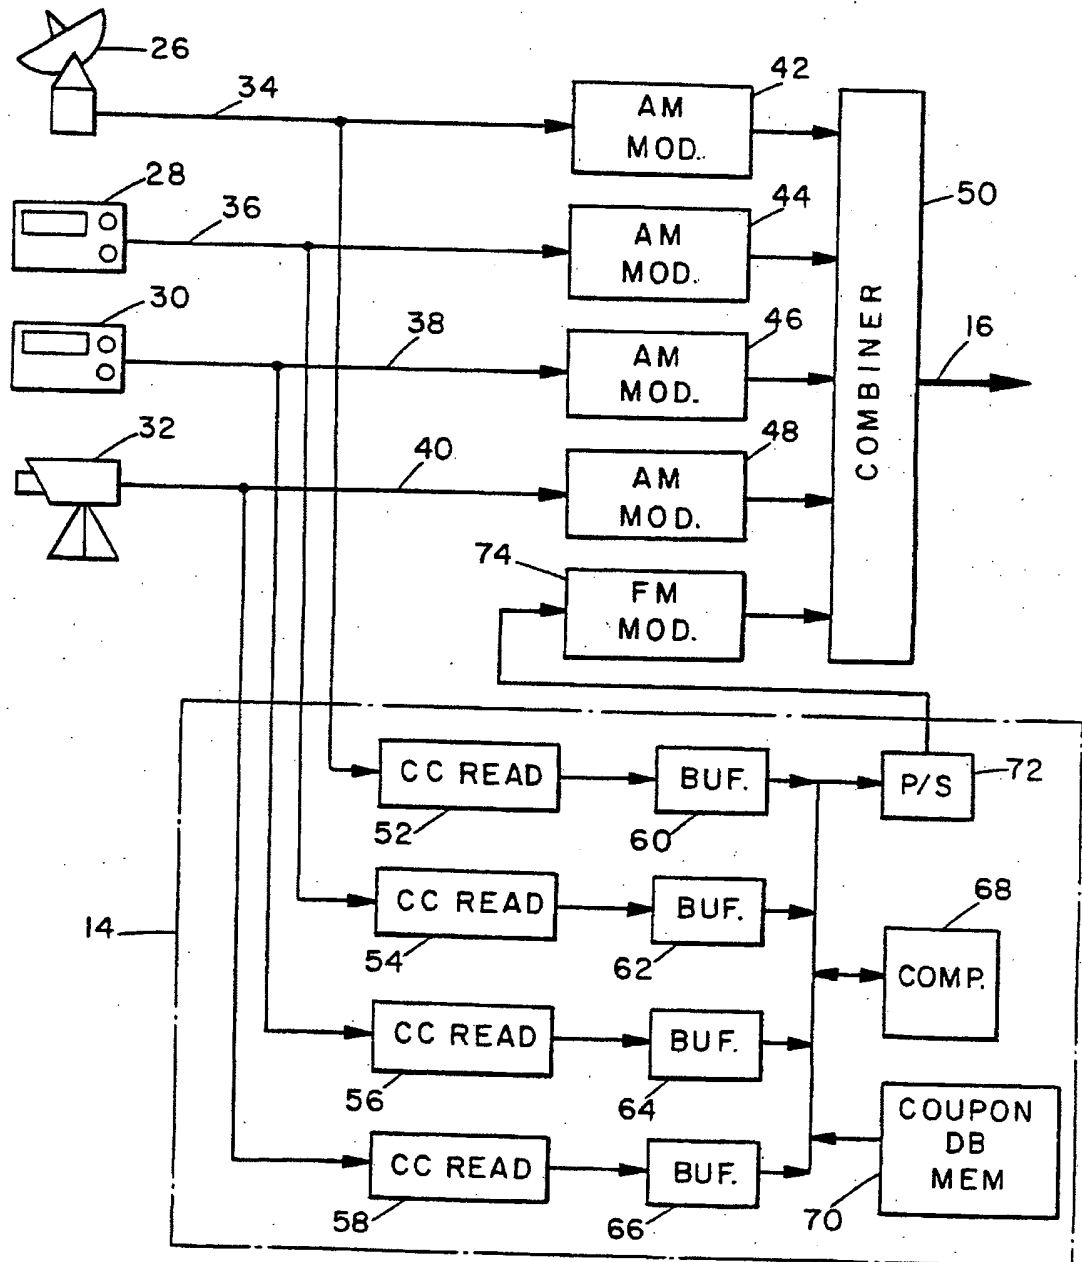 26
34
42
AM
MOD.
28
36
44
AM
MOD.
50
30
38
46
AM
MOD.
COMBINER
16
32
40
48
AM
MOD.
74
FM
MOD.
CC READ
52
BUF.
60
P/S
72
14
CC READ
54
BUF.
62
68
COMP.
CC READ
56
BUF.
64
COUPON
DB
MEM
70
CC READ
58
BUF.
66